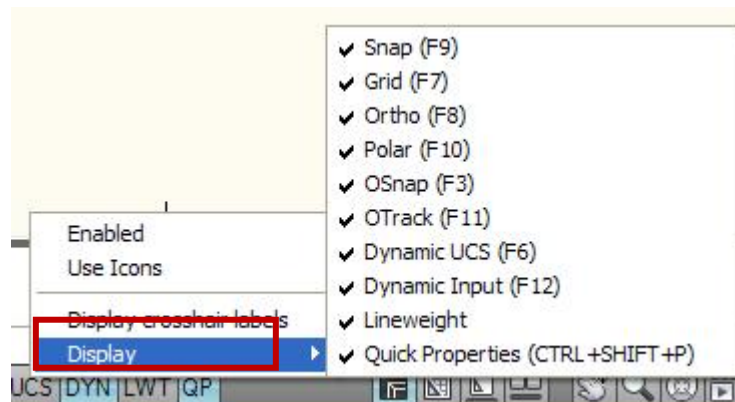 Snap (F9)
Grid (F7)
Ortho (F8)
Polar (F10)
OSnap (F3)
OTrack (F11)
Dynamic UCS (F6)
Dynamic Input (F12)
Lineweight
Quick Properties (CTRL+SHIFT+P)
Enabled
Use Icons
Display crosshair labels
Display
UCS DYN LWT QP